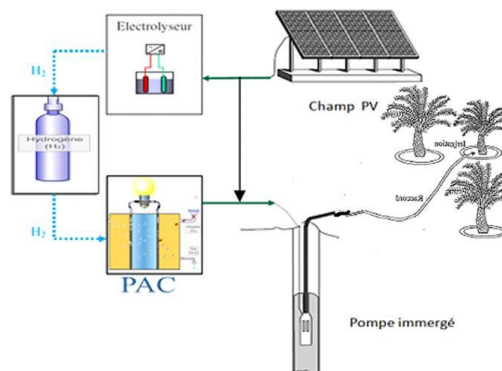 Electrolyseur
H₂
Champ PV
Hydrogène
(H₂)
Irrigation
Raccord
H₂
PAC
Pompe immergé